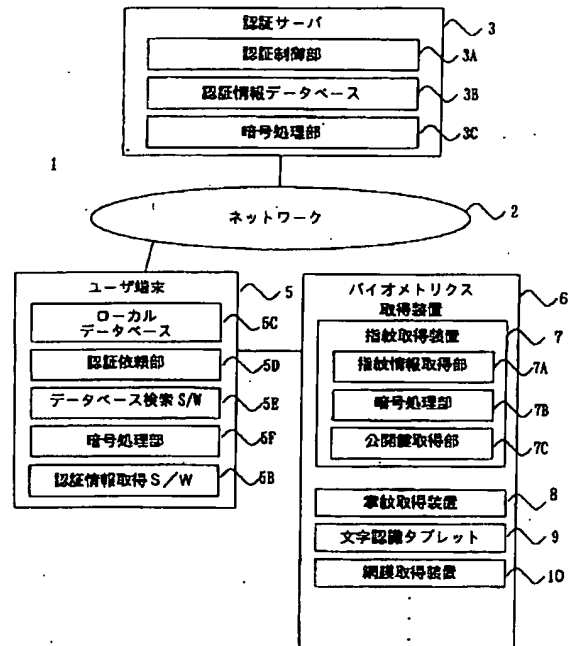 認証サーバ
3
認証制御部
3A
認証情報データベース
3B
暗号処理部
3C
1
ネットワーク
2
ユーザ端末
5
ローカル
データベース
5C
認証依頼部
5D
データベース検索 S/W
5E
暗号処理部
5F
認証情報取得 S/W
5B
バイオメトリクス
取得装置
6
指紋取得装置
7
指紋情報取得部
7A
暗号処理部
7B
公開鍵取得部
7C
掌紋取得装置
8
文字認識タブレット
9
網膜取得装置
10